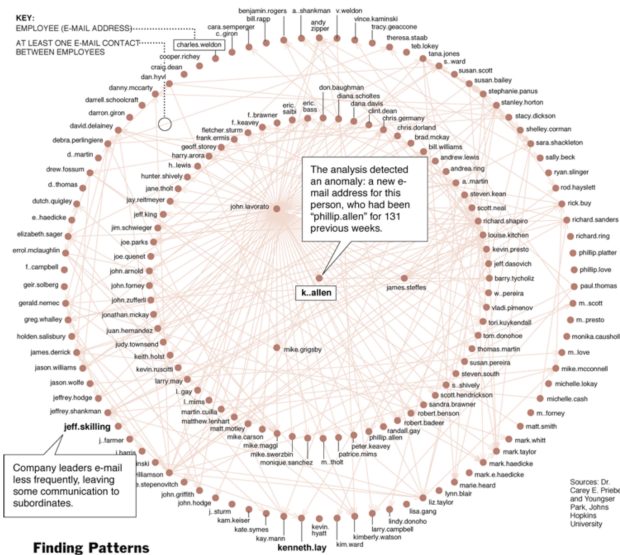 KEY:
EMPLOYEE (E-MAIL ADDRESS)
AT LEAST ONE E-MAIL CONTACT
BETWEEN EMPLOYEES
benjamin.rogers
bill.rapp
cara.semperger
c..giron
charles.weldon
cooper.richey
craig.dean
dan.hyvl
danny.mccarty
darrell.schoolcraft
darron.giron
david.delainey
debra.perlingiere
d..martin
drew.fossum
d..thomas
dutch.quigley
e..haedicke
elizabeth.sager
errol.mclaughlin
f..campbell
geir.solberg
gerald.nemec
greg.whalley
holden.salisbury
james.derrick
jason.williams
jason.wolfe
jeffrey.hodge
jeffrey.shankman
jeff.skilling
j..farmer
j.harris
williamson
e.stepenovitch
john.griffith
john.hodge
j..sturm
kam.keiser
kate.symes
kay.mann
kenneth.lay
kevin.
hyatt
kim.ward
kimberly.watson
larry.campbell
lindy.donoho
lisa.gang
liz.taylor
lynn.blair
marie.heard
mark.e.haedicke
mark.haedicke
mark.taylor
mark.whitt
matt.smith
m..forney
michelle.cash
michelle.lokay
mike.mcconnell
m..love
monika.causholli
m..presto
m..scott
paul.thomas
phillip.love
phillip.platter
richard.ring
richard.sanders
rick.buy
rod.hayslett
ryan.slinger
sally.beck
sara.shackleton
shelley.corman
stacy.dickson
stanley.horton
stephanie.panus
susan.bailey
susan.scott
s..ward
tana.jones
teb.lokey
theresa.staab
tracy.geaccone
vince.kaminski
v.weldon
a..shankman
andy
zipper
don.baughman
diana.scholtes
dana.davis
clint.dean
chris.germany
chris.dorland
brad.mckay
bill.williams
andrew.lewis
andrea.ring
a..martin
steven.kean
scott.neal
richard.shapiro
louise.kitchen
kevin.presto
jeff.dasovich
barry.tycholiz
w..pereira
vladi.pimenov
tori.kuykendall
tom.donohoe
thomas.martin
susan.pereira
steven.south
s..shively
scott.hendrickson
sandra.brawner
robert.benson
robert.badeer
randall.gay
phillip.allen
peter.keavey
patrice.mims
m..tholt
monique.sanchez
mike.swerzbin
mike.maggi
mike.carson
matt.motley
matthew.lenhart
martin.cuilla
l..mims
l..gay
larry.may
kevin.ruscitti
keith.holst
judy.townsend
juan.hernandez
jonathan.mckay
john.zufferli
john.forney
john.arnold
joe.quenet
joe.parks
jim.schwieger
jeff.king
jay.reitmeyer
jane.tholt
hunter.shively
h..lewis
harry.arora
geoff.storey
frank.ermis
fletcher.sturm
f..keavey
f..brawner
eric.
saibi
eric.
bass
The analysis detected
an anomaly: a new e-
mail address for this
person, who had been
“phillip.allen” for 131
previous weeks.
john.lavorato
k..allen
james.steffes
mike.grigsby
Company leaders e-mail
less frequently, leaving
some communication to
subordinates.
Sources: Dr.
Carey E. Priebe
and Youngser
Park, Johns
Hopkins
University
Finding Patterns